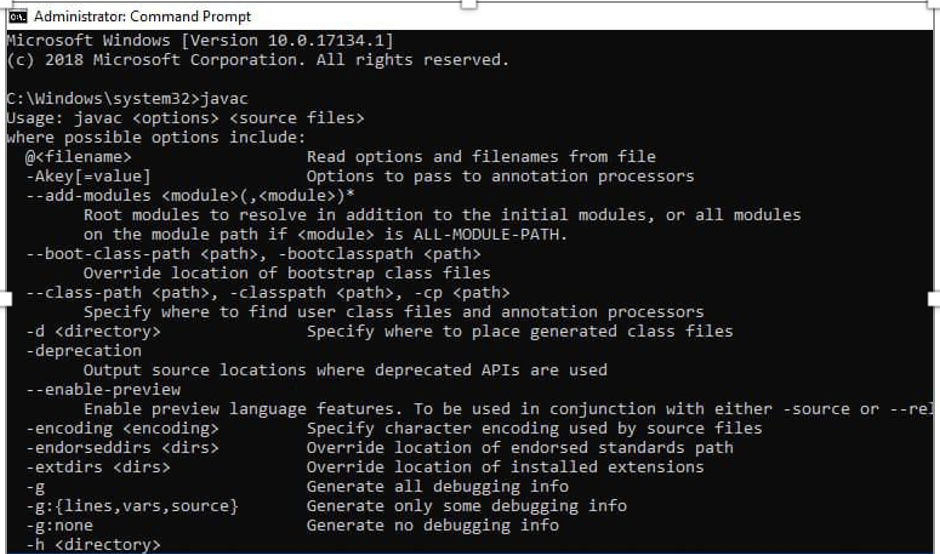 Administrator: Command Prompt
Microsoft Windows [Version 10.0.17134.1]
(c) 2018 Microsoft Corporation. All rights reserved.
C:\Windows\system32>javac
Usage: javac <options> <source files>
where possible options include:
@<filename> Read options and filenames from file
-Akey[=value] Options to pass to annotation processors
--add-modules <module>(,<module>)*
Root modules to resolve in addition to the initial modules, or all modules
on the module path if <module> is ALL-MODULE-PATH.
--boot-class-path <path>, -bootclasspath <path>
Override location of bootstrap class files
--class-path <path>, -classpath <path>, -cp <path>
Specify where to find user class files and annotation processors
-d <directory> Specify where to place generated class files
-deprecation
Output source locations where deprecated APIs are used
--enable-preview
Enable preview language features. To be used in conjunction with either -source or --rel
-encoding <encoding> Specify character encoding used by source files
-endorseddirs <dirs> Override location of endorsed standards path
-extdirs <dirs> Override location of installed extensions
-g Generate all debugging info
-g:{lines,vars,source} Generate only some debugging info
-g:none Generate no debugging info
-h <directory>